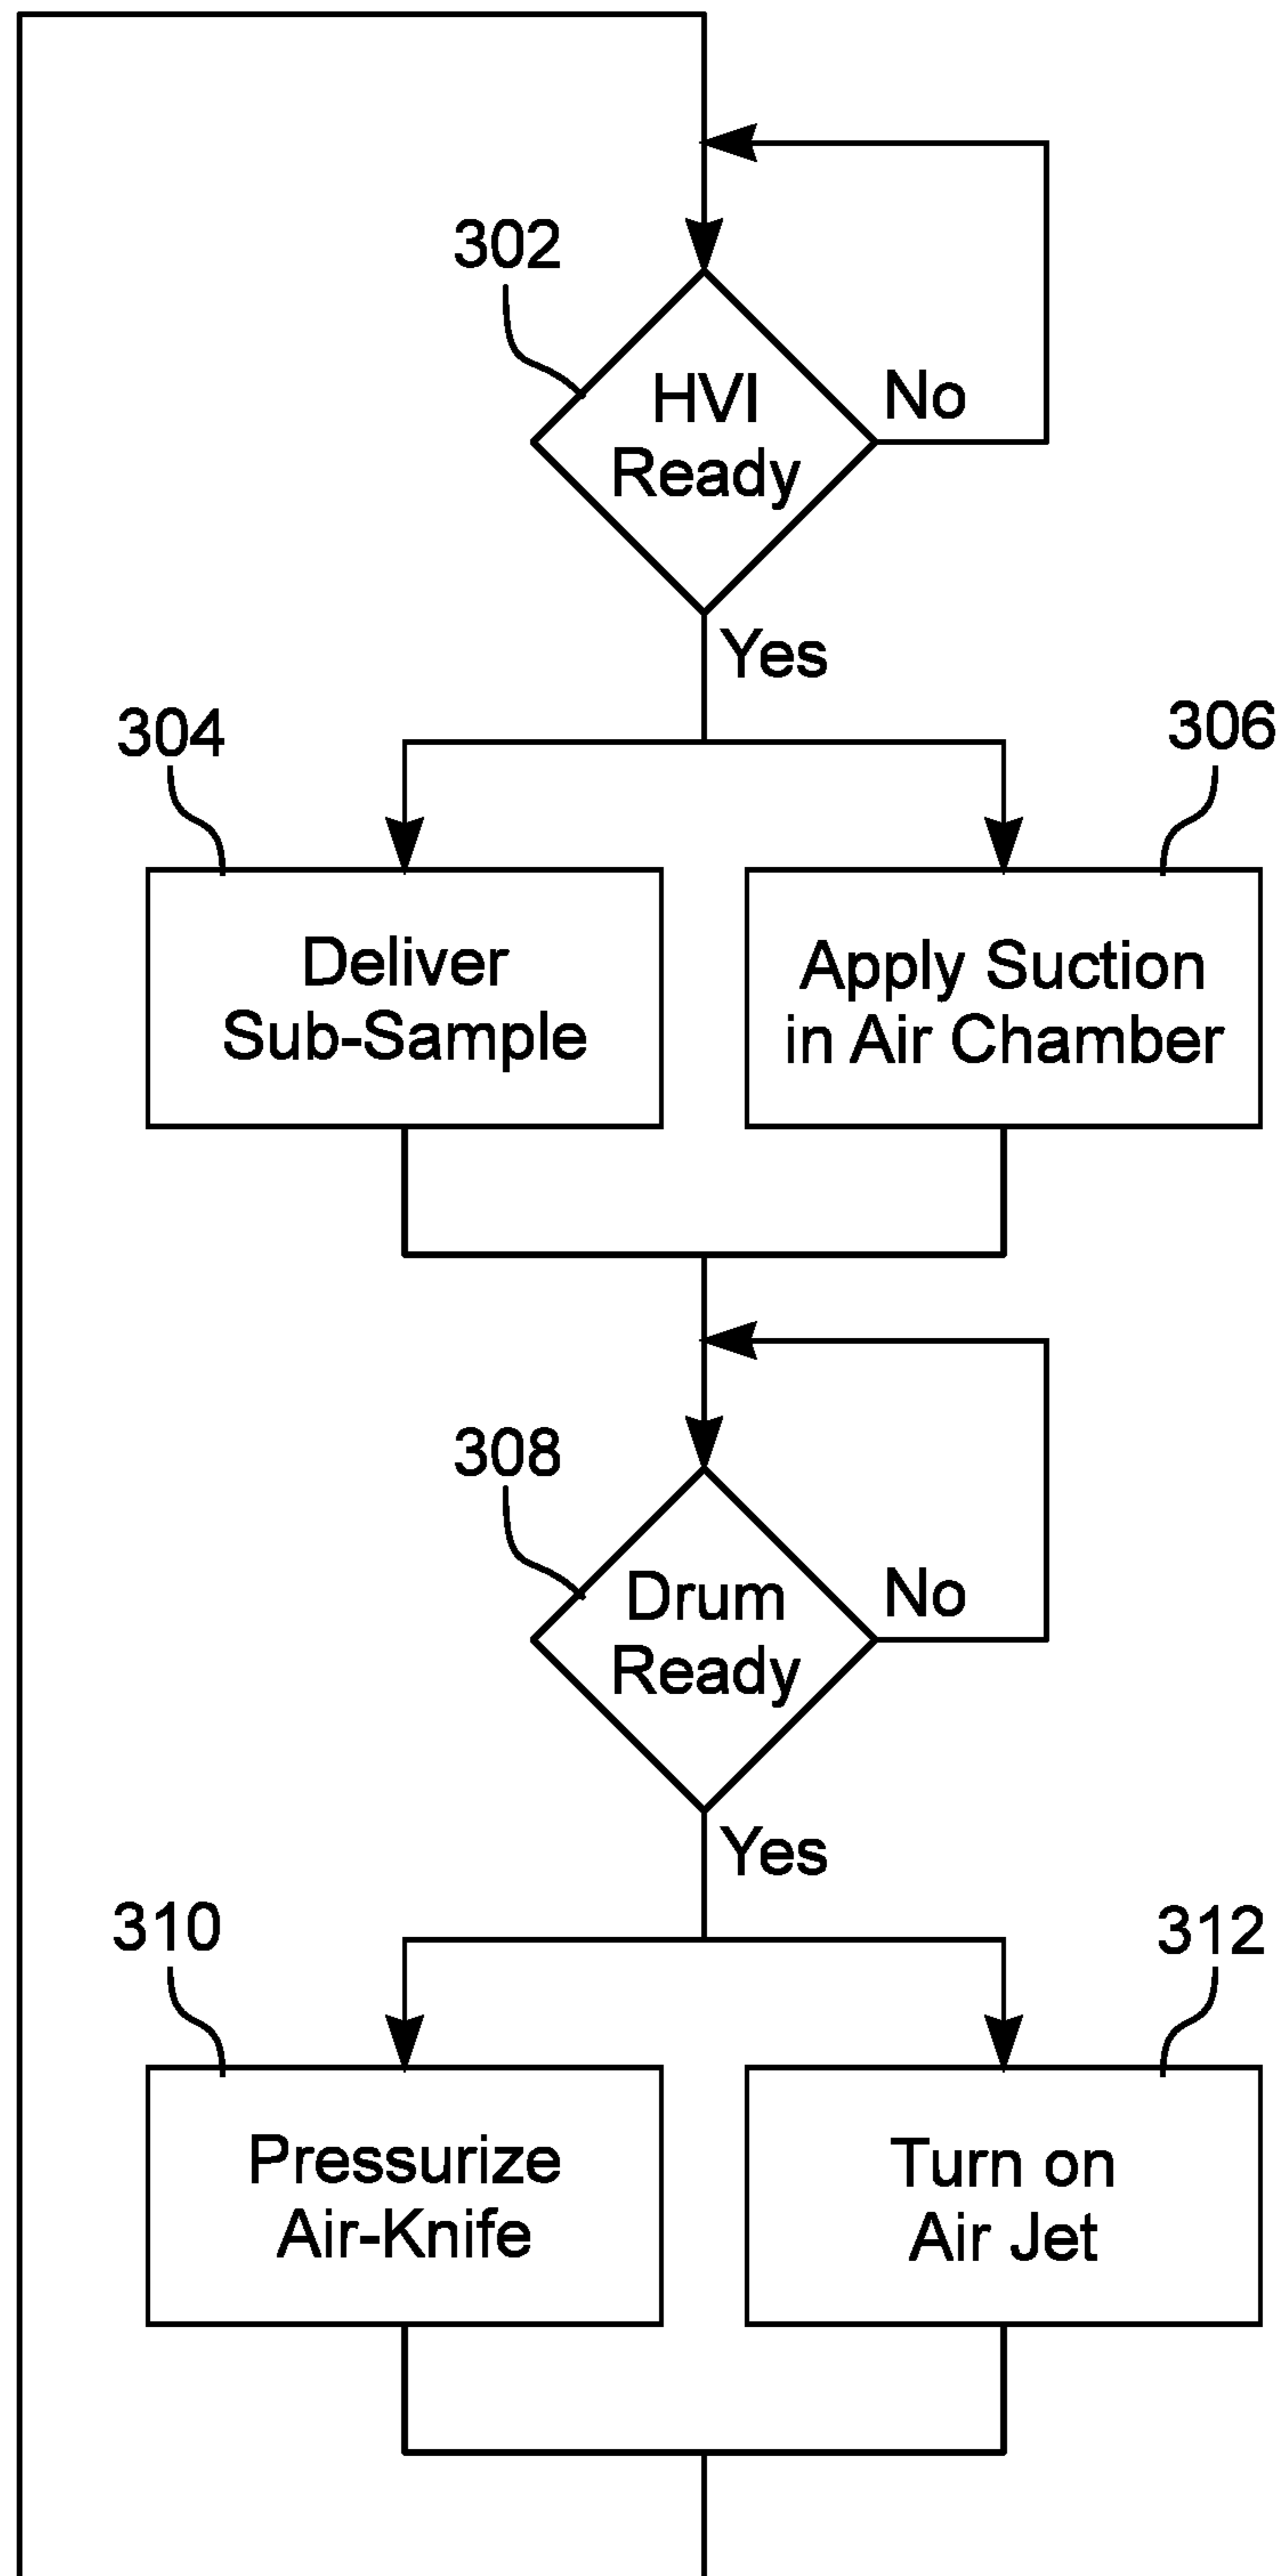 302
HVI
Ready
No
Yes
304
306
Deliver
Sub-Sample
Apply Suction
in Air Chamber
308
Drum
Ready
No
Yes
310
312
Pressurize
Air-Knife
Turn on
Air Jet